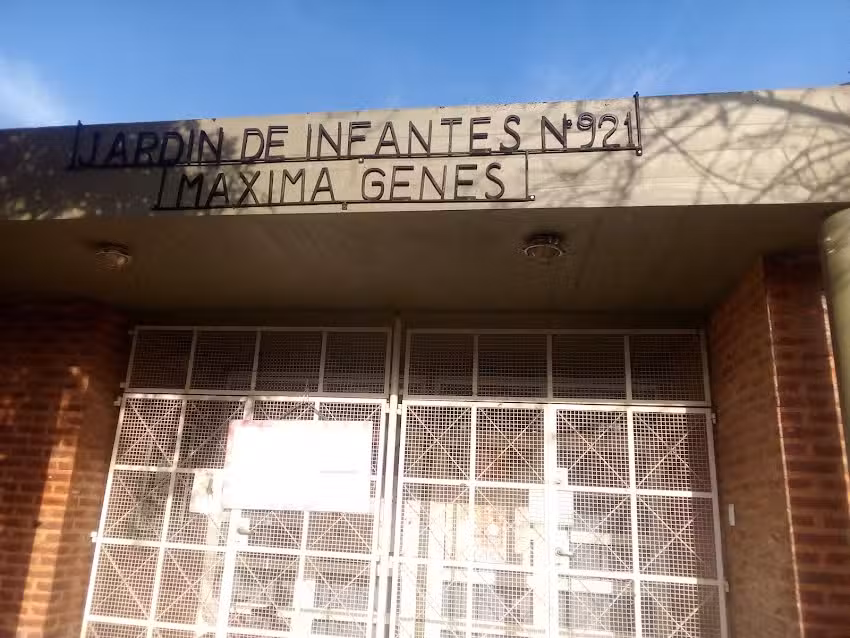 JARDIN DE INFANTES Nº921
MAXIMA GENES